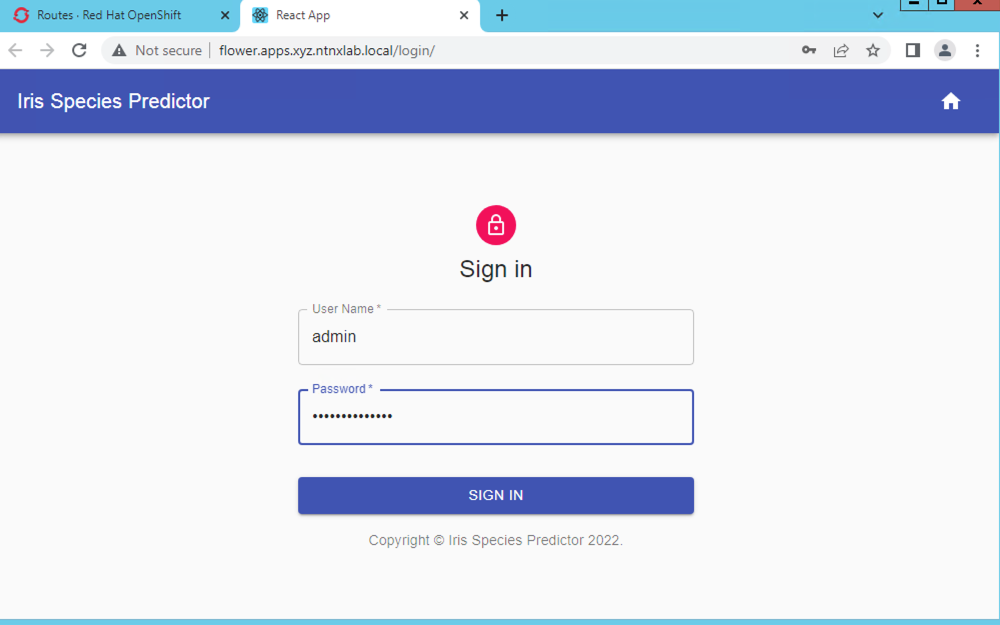 Routes · Red Hat OpenShift
React App
Not secure
flower.apps.xyz.ntnxlab.local/login/
Iris Species Predictor
Sign in
User Name *
admin
Password *
••••••••••••••
SIGN IN
Copyright © Iris Species Predictor 2022.